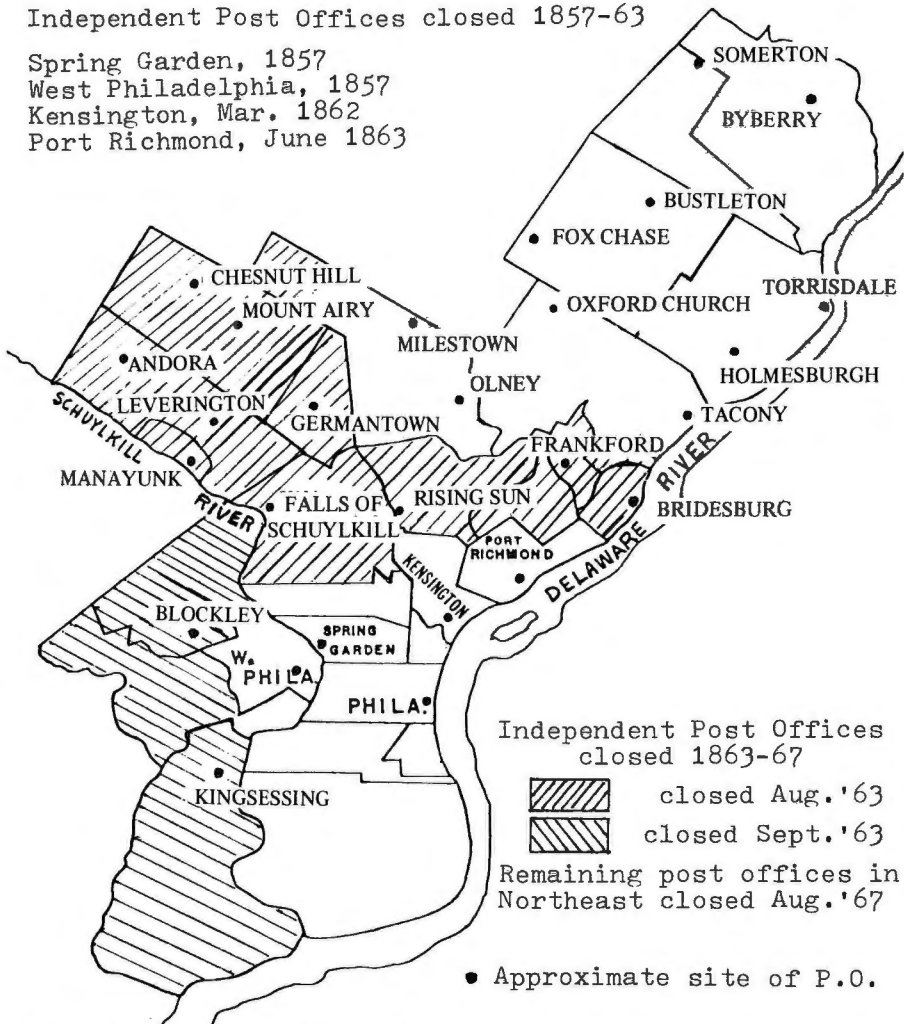 Independent Post Offices closed 1857-63
Spring Garden, 1857
West Philadelphia, 1857
Kensington, Mar. 1862
Port Richmond, June 1863
SOMERTON
BYBERRY
BUSTLETON
FOX CHASE
CHESNUT HILL
OXFORD CHURCH
TORRISDALE
MOUNT AIRY
MILESTOWN
ANDORA
HOLMESBURGH
OLNEY
LEVERINGTON
GERMANTOWN
TACONY
SCHUYLKILL
RIVER
FRANKFORD
MANAYUNK
FALLS OF
SCHUYLKILL
RISING SUN
BRIDESBURG
DELAWARE
RIVER
PORT
RICHMOND
KENSINGTON
BLOCKLEY
SPRING
GARDEN
W.
PHILA.
PHILA.
KINGSESSING
Independent Post Offices
closed 1863-67
closed Aug.'63
closed Sept.'63
Remaining post offices in
Northeast closed Aug.'67
Approximate site of P.O.